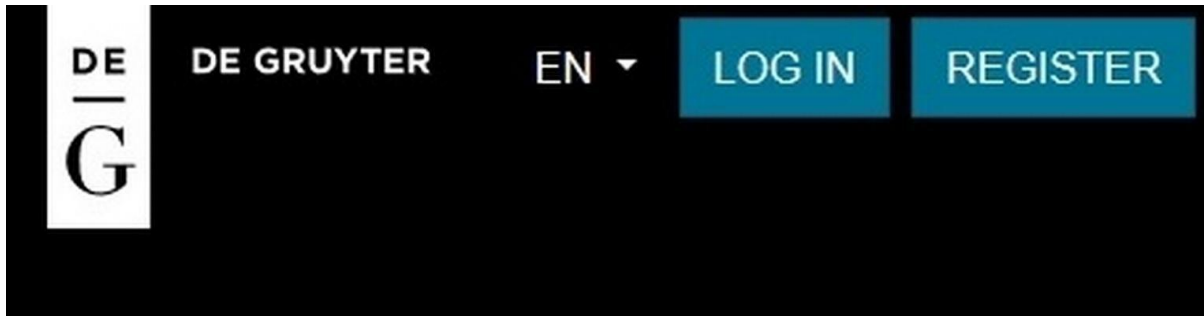 DE
G
DE GRUYTER
EN
LOG IN
REGISTER